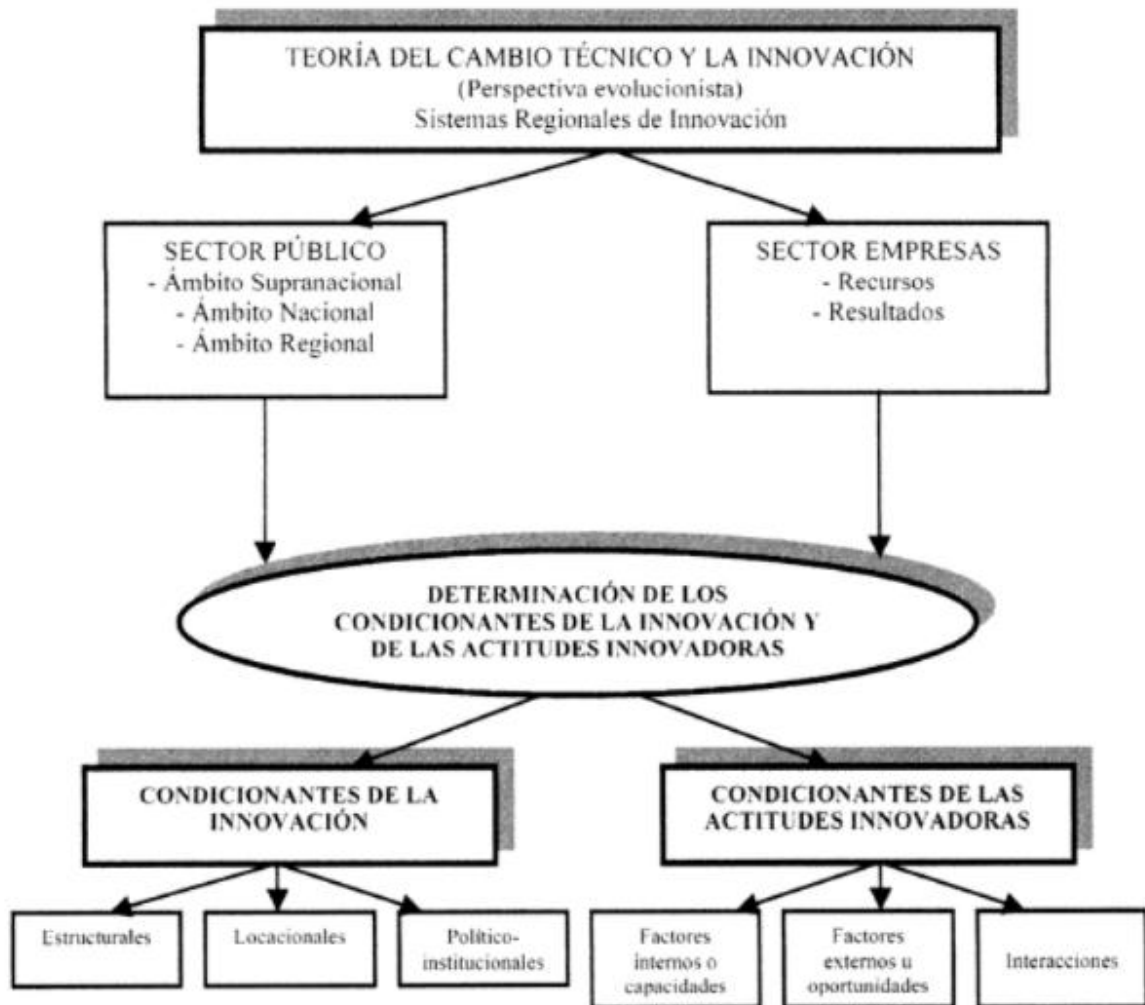 TEORÍA DEL CAMBIO TÉCNICO Y LA INNOVACIÓN
(Perspectiva evolucionista)
Sistemas Regionales de Innovación
SECTOR PÚBLICO
- Ámbito Supranacional
- Ámbito Nacional
- Ámbito Regional
SECTOR EMPRESAS
- Recursos
- Resultados
DETERMINACIÓN DE LOS
CONDICIONANTES DE LA INNOVACIÓN Y
DE LAS ACTITUDES INNOVADORAS
CONDICIONANTES DE LA
INNOVACIÓN
CONDICIONANTES DE LAS
ACTITUDES INNOVADORAS
Estructurales
Locacionales
Político-
institucionales
Factores
internos o
capacidades
Factores
externos u
oportunidades
Interacciones